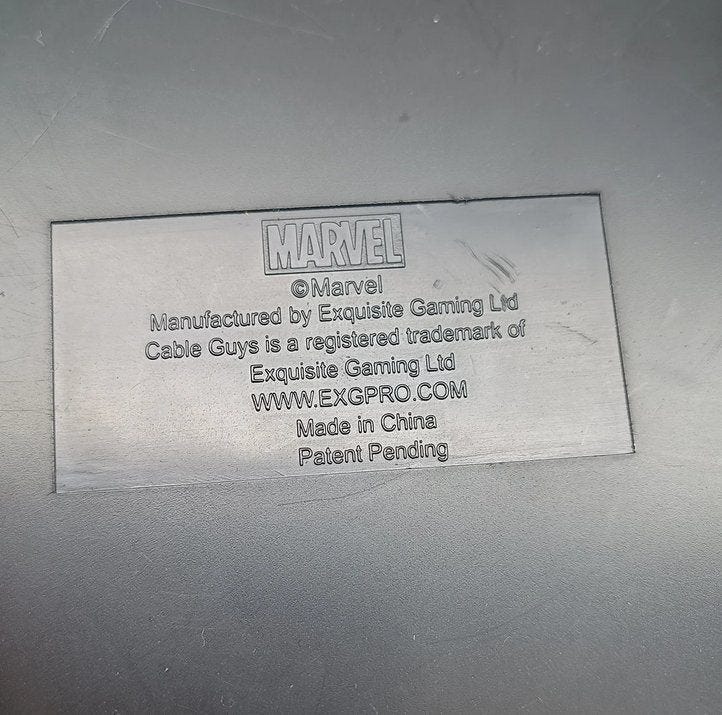 MARVEL
©Marvel
Manufactured by Exquisite Gaming Ltd
Cable Guys is a registered trademark of
Exquisite Gaming Ltd
WWW.EXGPRO.COM
Made in China
Patent Pending